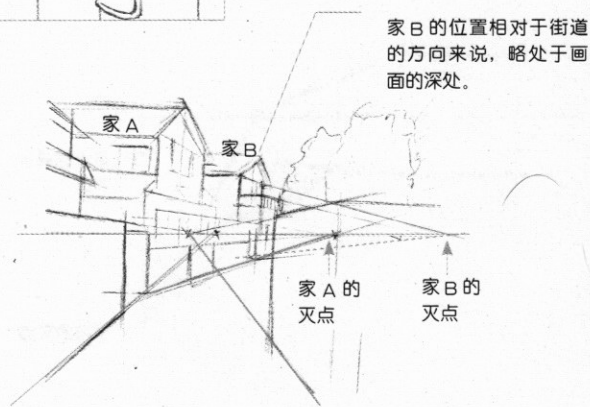 家B的位置相对于街道
的方向来说，略处于画
面的深处。
家A
家B
家A的
灭点
家B的
灭点